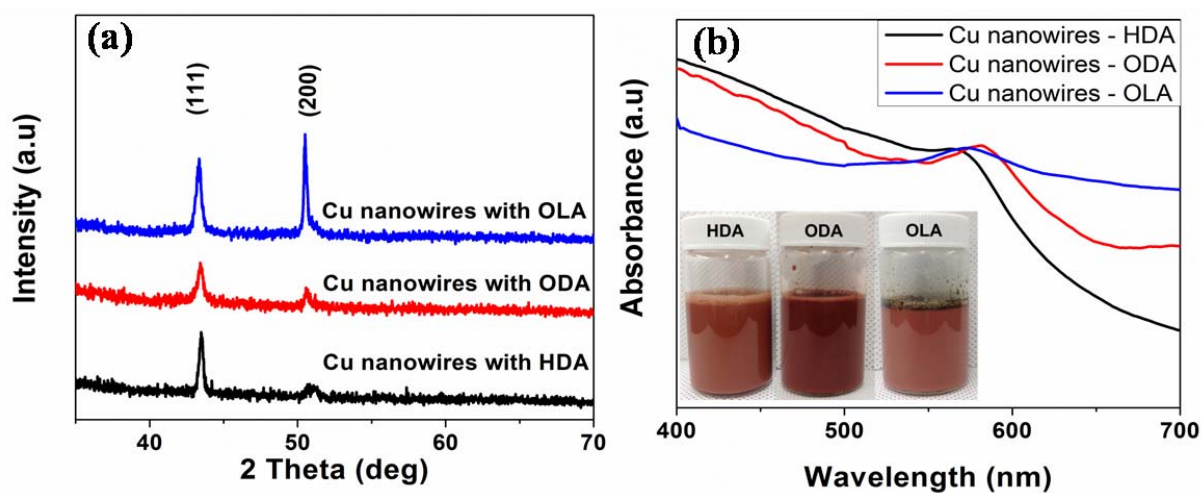 (a)
(111)
(200)
Cu nanowires with OLA
Cu nanowires with ODA
Cu nanowires with HDA
Intensity (a.u)
40
50
60
70
2 Theta (deg)
(b)
Cu nanowires - HDA
Cu nanowires - ODA
Cu nanowires - OLA
HDA
ODA
OLA
Absorbance (a.u)
400
500
600
700
Wavelength (nm)